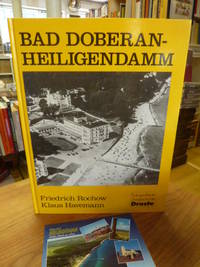 BAD DOBERAN-
HEILIGENDAMM
Friedrich Rochow
Klaus Havemann
Droste